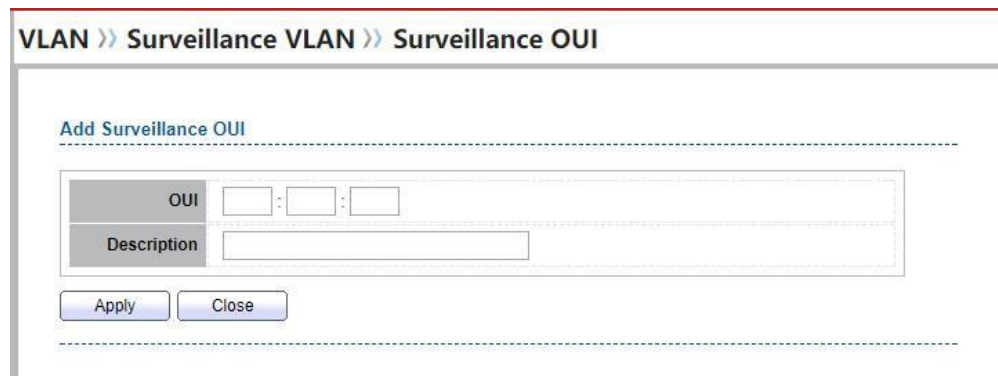 VLAN 》 Surveillance VLAN 》 Surveillance OUI
Add Surveillance OUI
OUI : :
Description
Apply Close